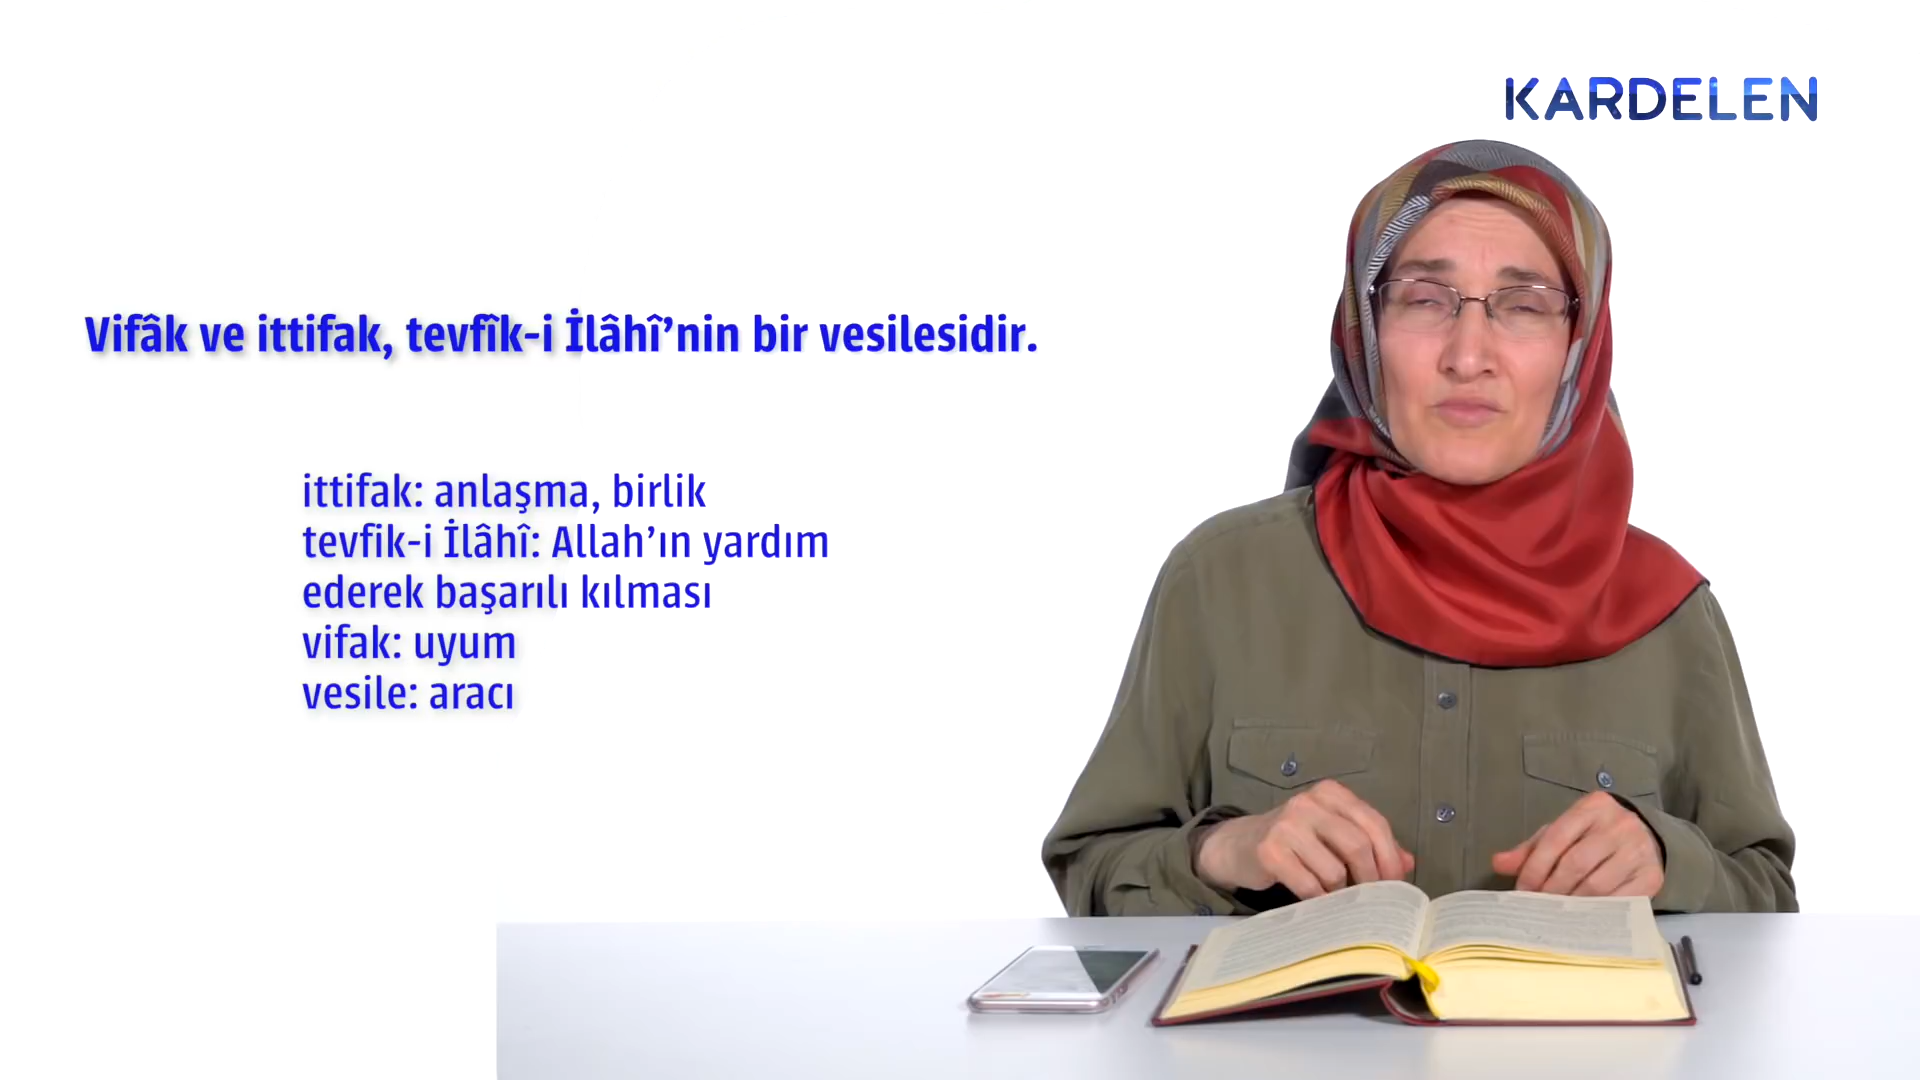 KARDELEN
Vifâk ve ittifak, tevfîk-i İlâhî’nin bir vesilesidir.
ittifak: anlaşma, birlik
tevfik-i İlâhî: Allah’ın yardım
ederek başarılı kılması
vifak: uyum
vesile: aracı